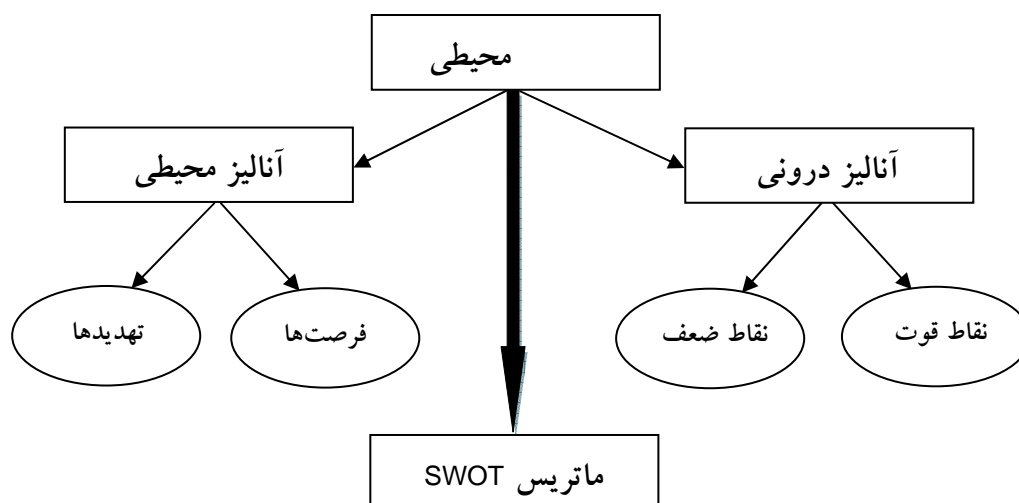 محیطی
آنالیز درونی
آنالیز محیطی
نقاط قوت
نقاط ضعف
فرصت‌ها
تهدیدها
ماتریس SWOT